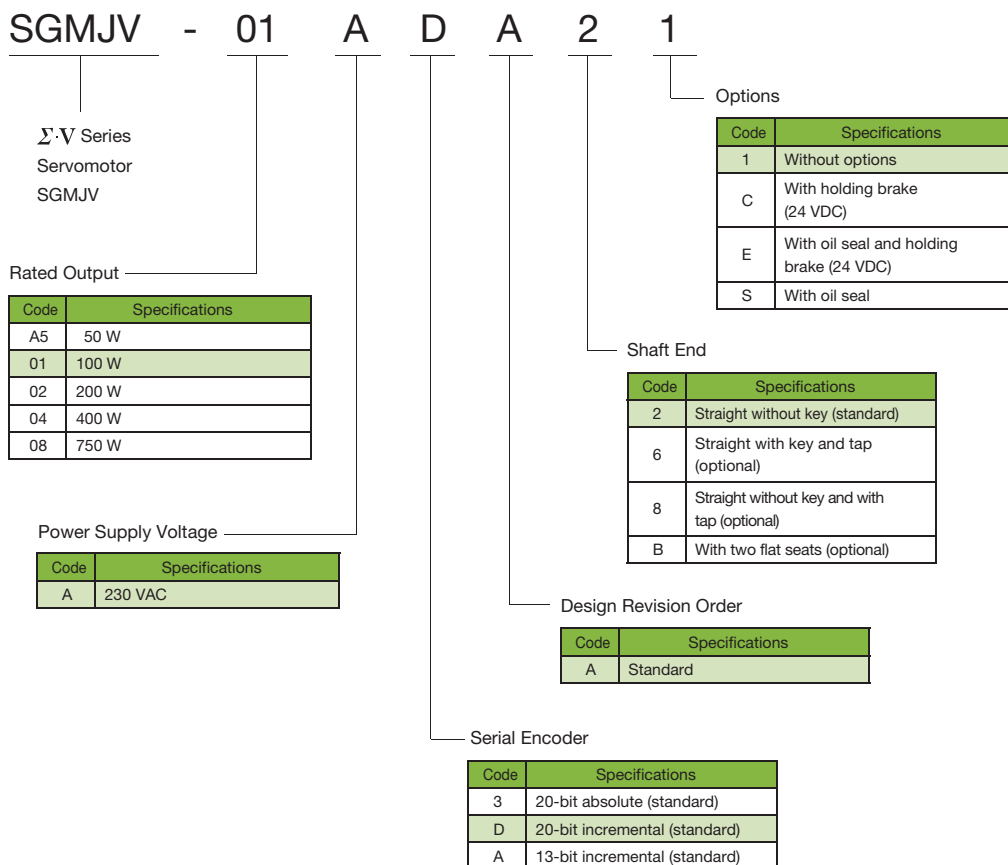 SGMJV - 01 A D A 2 1
Σ-V Series
Servomotor
SGMJV
Options
Code Specifications
1 Without options
C With holding brake
(24 VDC)
E With oil seal and holding
brake (24 VDC)
S With oil seal
Rated Output
Code Specifications
A5 50 W
01 100 W
02 200 W
04 400 W
08 750 W
Shaft End
Code Specifications
2 Straight without key (standard)
6 Straight with key and tap
(optional)
8 Straight without key and with
tap (optional)
B With two flat seats (optional)
Power Supply Voltage
Code Specifications
A 230 VAC
Design Revision Order
Code Specifications
A Standard
Serial Encoder
Code Specifications
3 20-bit absolute (standard)
D 20-bit incremental (standard)
A 13-bit incremental (standard)